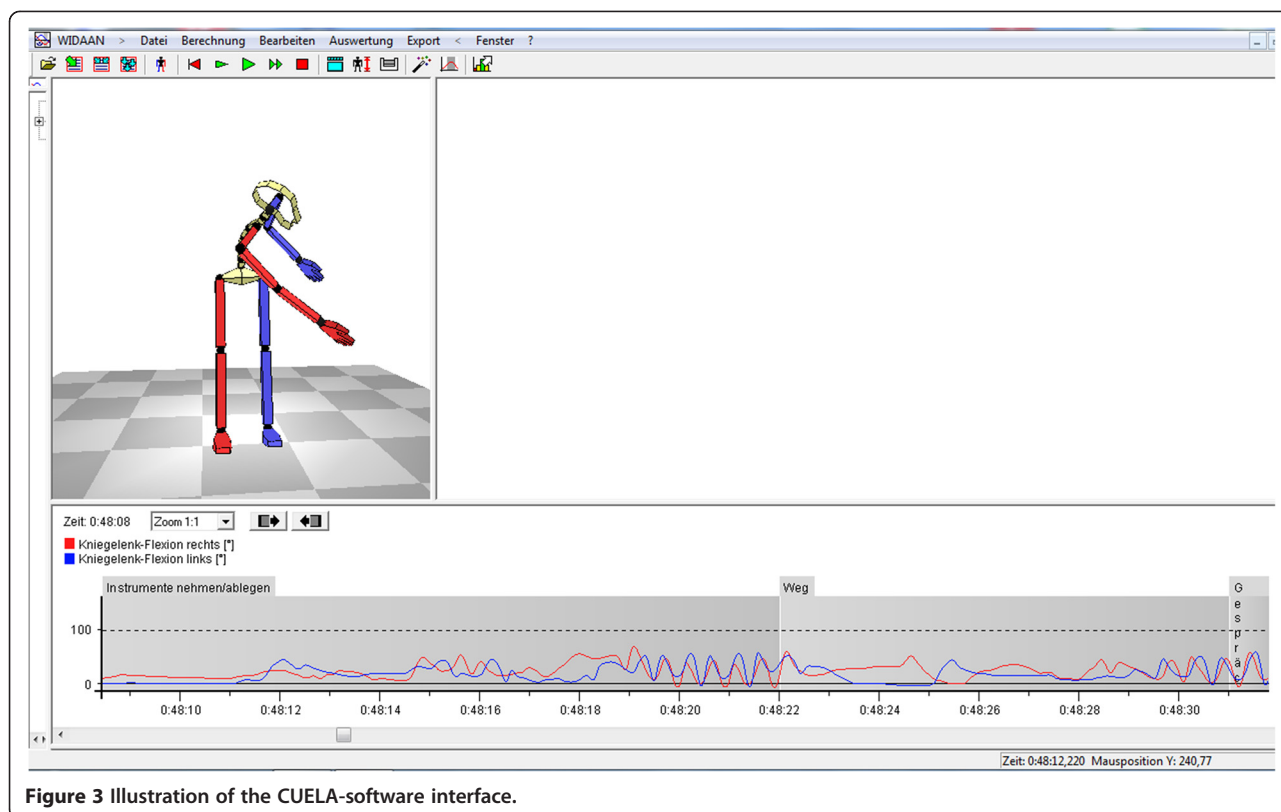 WIDAAN > Datei Berechnung Bearbeiten Auswertung Export < Fenster ?
Zeit: 0:48:08 Zoom 1:1
Kniegelenk-Flexion rechts [°]
Kniegelenk-Flexion links [°]
Instrumente nehmen/ablegen Weg Gespräc
100
0
0:48:10 0:48:12 0:48:14 0:48:16 0:48:18 0:48:20 0:48:22 0:48:24 0:48:26 0:48:28 0:48:30
Zeit: 0:48:12,220 Mausposition Y: 240,77
Figure 3 Illustration of the CUELA-software interface.